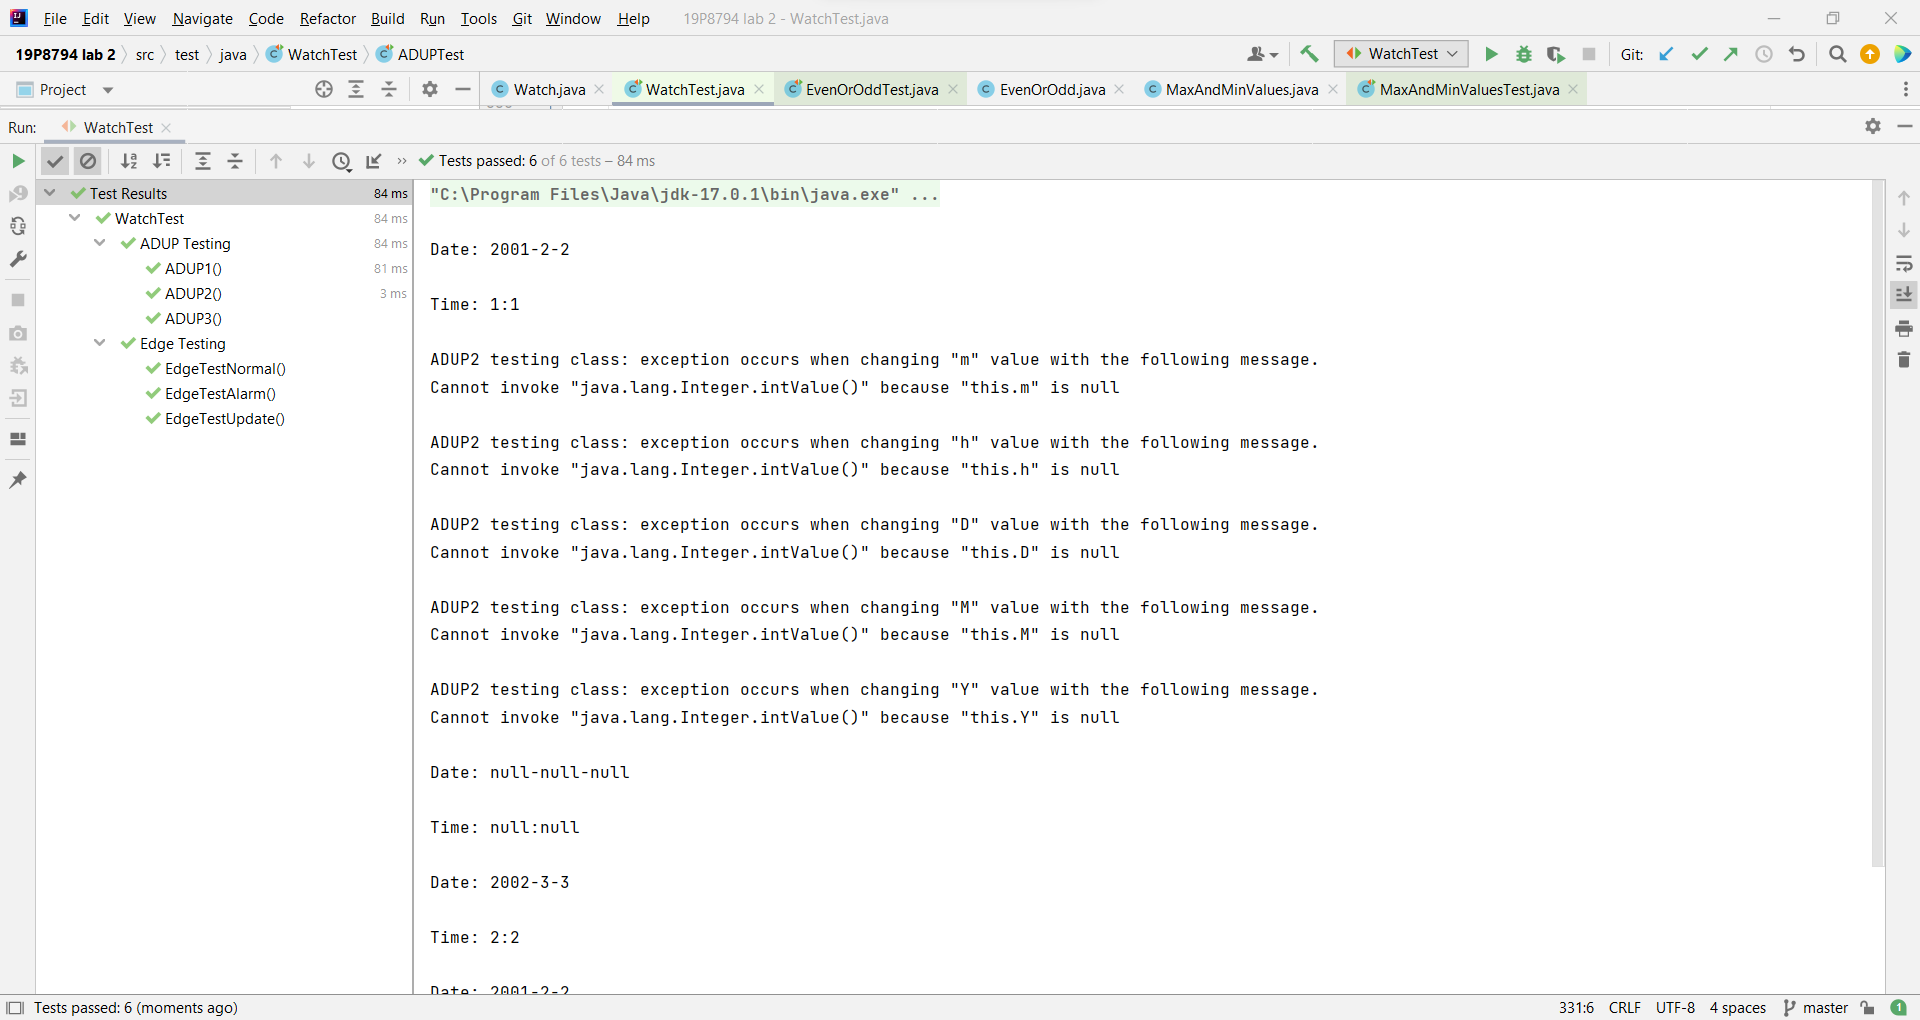 File Edit View Navigate Code Refactor Build Run Tools Git Window Help 19P8794 lab 2 - WatchTest.java
19P8794 lab 2 src test java WatchTest ADUPTest WatchTest Git:
Project Watch.java WatchTest.java EvenOrOddTest.java EvenOrOdd.java MaxAndMinValues.java MaxAndMinValuesTest.java
Run: WatchTest
Tests passed: 6 of 6 tests – 84 ms
Test Results 84 ms
WatchTest 84 ms
ADUP Testing 84 ms
ADUP1() 81 ms
ADUP2() 3 ms
ADUP3()
Edge Testing
EdgeTestNormal()
EdgeTestAlarm()
EdgeTestUpdate()
"C:\Program Files\Java\jdk-17.0.1\bin\java.exe" ...
Date: 2001-2-2
Time: 1:1
ADUP2 testing class: exception occurs when changing "m" value with the following message.
Cannot invoke "java.lang.Integer.intValue()" because "this.m" is null
ADUP2 testing class: exception occurs when changing "h" value with the following message.
Cannot invoke "java.lang.Integer.intValue()" because "this.h" is null
ADUP2 testing class: exception occurs when changing "D" value with the following message.
Cannot invoke "java.lang.Integer.intValue()" because "this.D" is null
ADUP2 testing class: exception occurs when changing "M" value with the following message.
Cannot invoke "java.lang.Integer.intValue()" because "this.M" is null
ADUP2 testing class: exception occurs when changing "Y" value with the following message.
Cannot invoke "java.lang.Integer.intValue()" because "this.Y" is null
Date: null-null-null
Time: null:null
Date: 2002-3-3
Time: 2:2
Date: 2001-2-2
Tests passed: 6 (moments ago) 331:6 CRLF UTF-8 4 spaces master 1